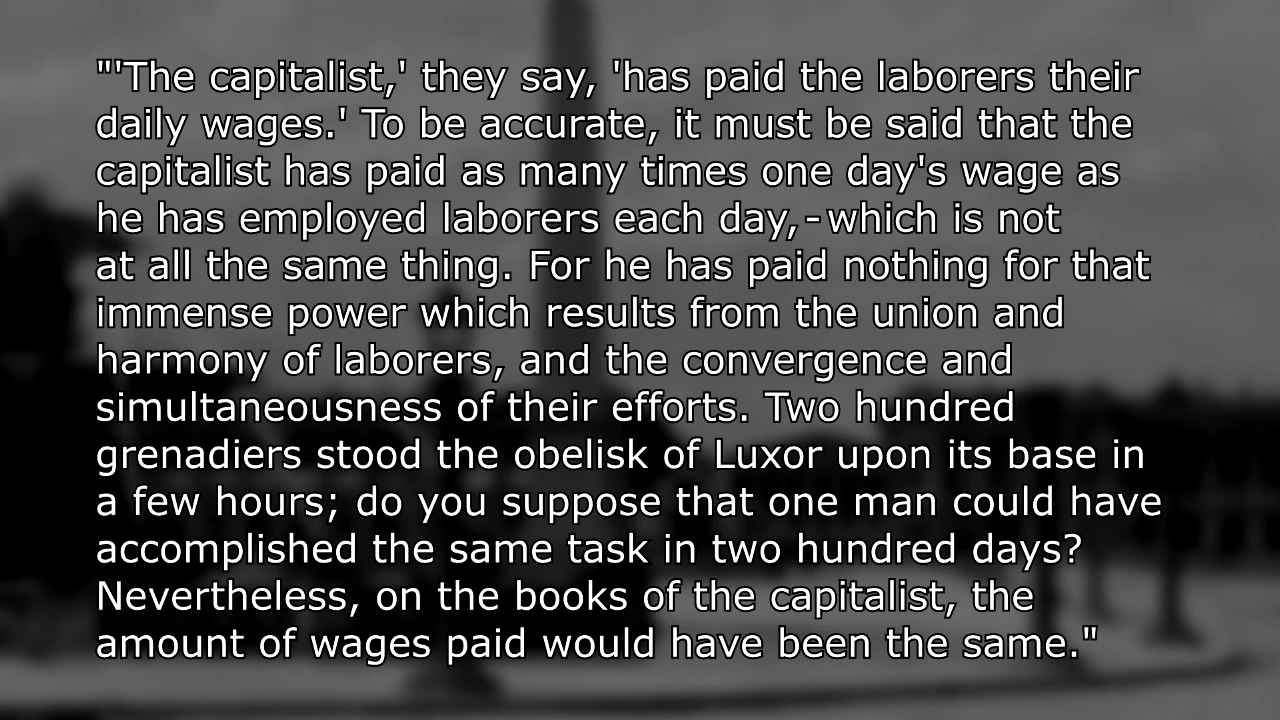 "'The capitalist,' they say, 'has paid the laborers their
daily wages.' To be accurate, it must be said that the
capitalist has paid as many times one day's wage as
he has employed laborers each day,-which is not
at all the same thing. For he has paid nothing for that
immense power which results from the union and
harmony of laborers, and the convergence and
simultaneousness of their efforts. Two hundred
grenadiers stood the obelisk of Luxor upon its base in
a few hours; do you suppose that one man could have
accomplished the same task in two hundred days?
Nevertheless, on the books of the capitalist, the
amount of wages paid would have been the same."